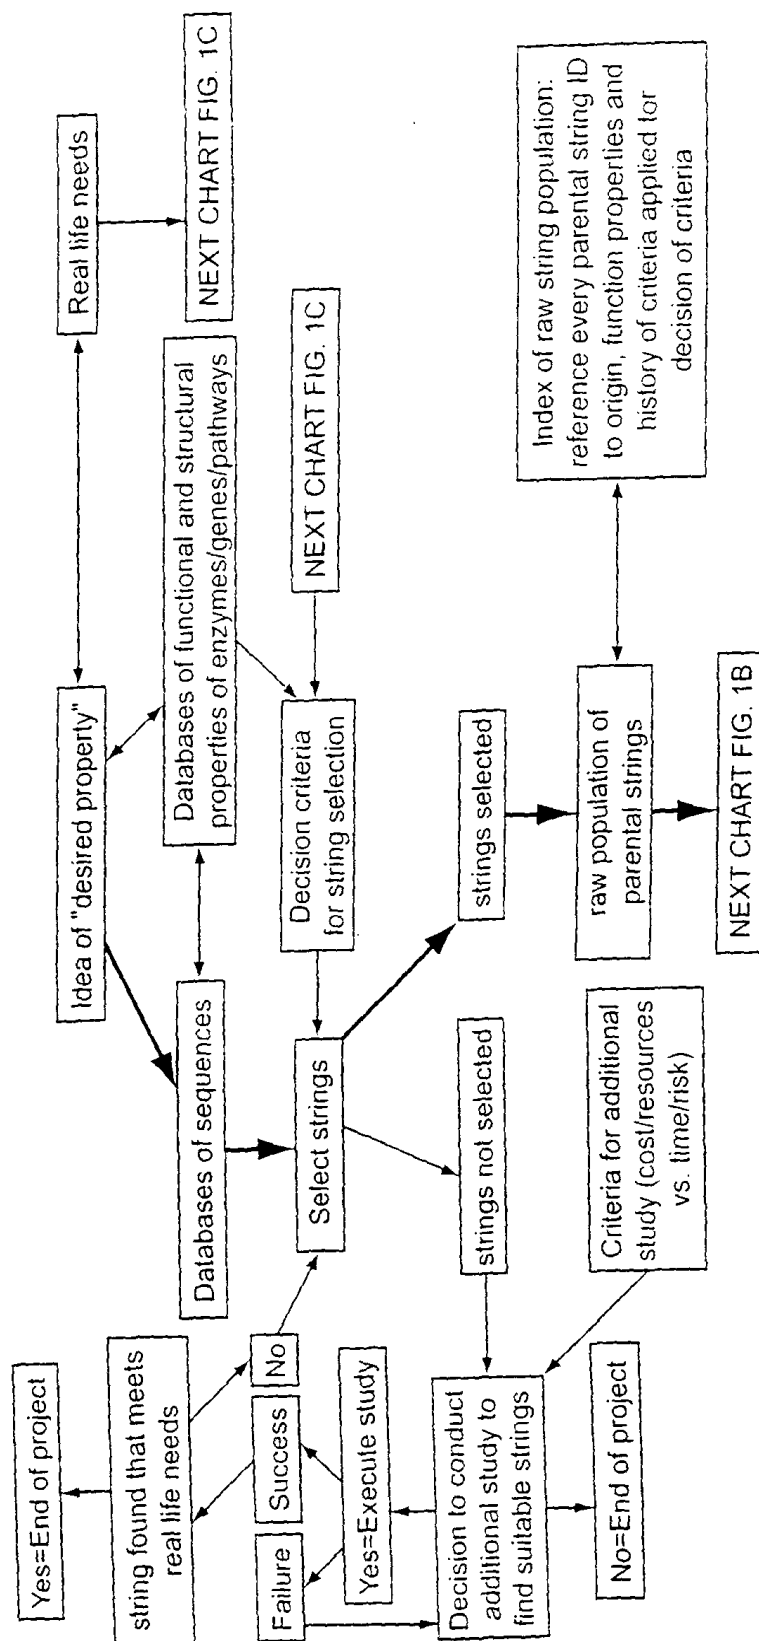 Yes=End of project
string found that meets
real life needs
Idea of "desired property"
Real life needs
NEXT CHART FIG. 1C
Databases of sequences
Databases of functional and structural
properties of enzymes/genes/pathways
Failure
Success
No
Select strings
Decision criteria
for string selection
NEXT CHART FIG. 1C
Yes=Execute study
Decision to conduct
additional study to
find suitable strings
strings not selected
strings selected
No=End of project
Criteria for additional
study (cost/resources
vs. time/risk)
raw population of
parental strings
Index of raw string population:
reference every parental string ID
to origin, function properties and
history of criteria applied for
decision of criteria
NEXT CHART FIG. 1B